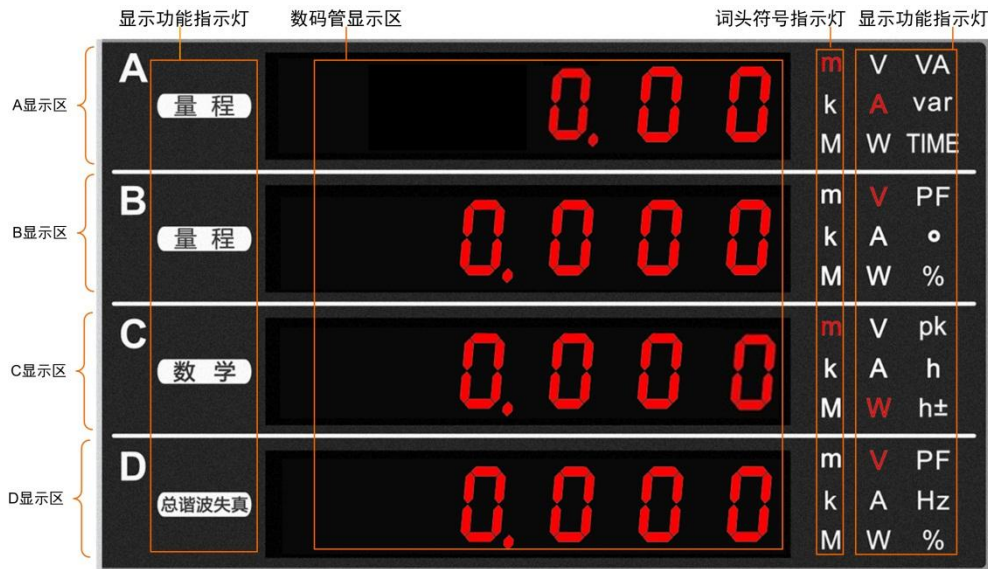 显示功能指示灯 数码管显示区 词头符号指示灯 显示功能指示灯
A显示区
A
量程
0.00
m V VA
k A var
M W TIME
B显示区
B
量程
0.000
m V PF
k A °
M W %
C显示区
C
数学
0.000
m V pk
k A h
M W h±
D显示区
D
总谐波失真
0.000
m V PF
k A Hz
M W %